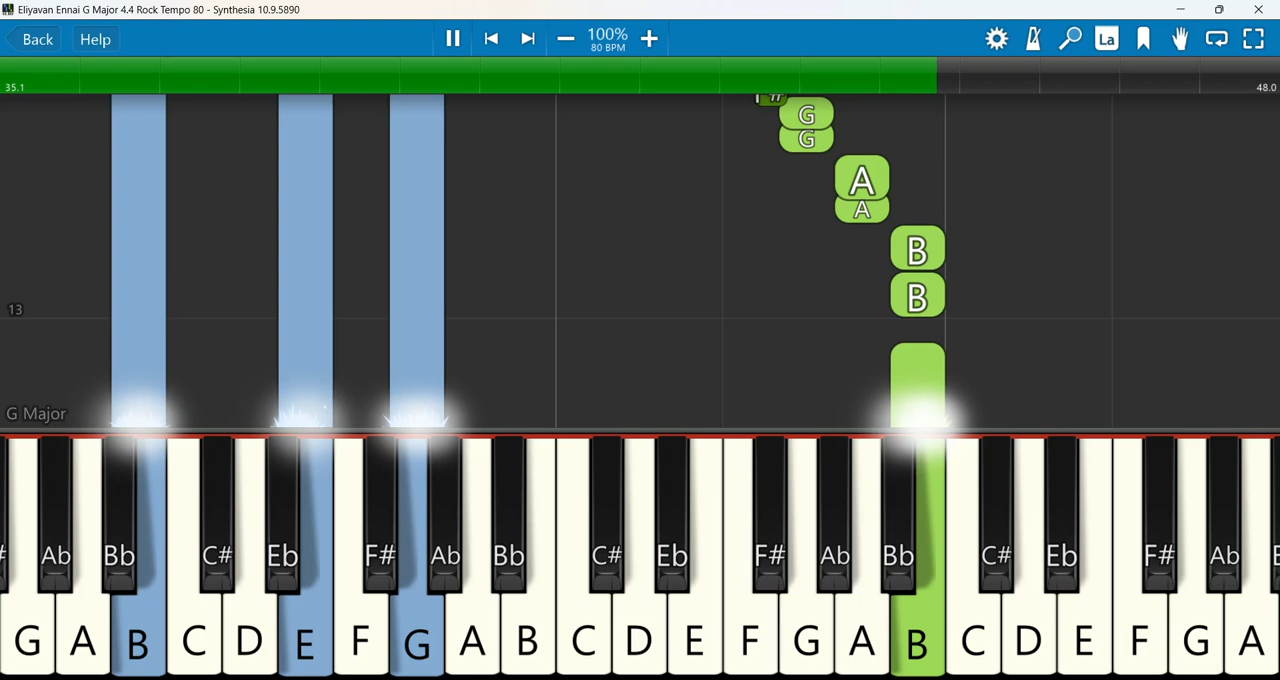 Eliyavan Ennai G Major 4.4 Rock Tempo 80 - Synthesia 10.9.5890
Back Help 100% La
80 BPM
35.1 48.0
F#
G
G
A
A
B
B
13
G Major
# Ab Bb C# Eb F# Ab Bb C# Eb F# Ab Bb C# Eb F# Ab E
G A B C D E F G A B C D E F G A B C D E F G A